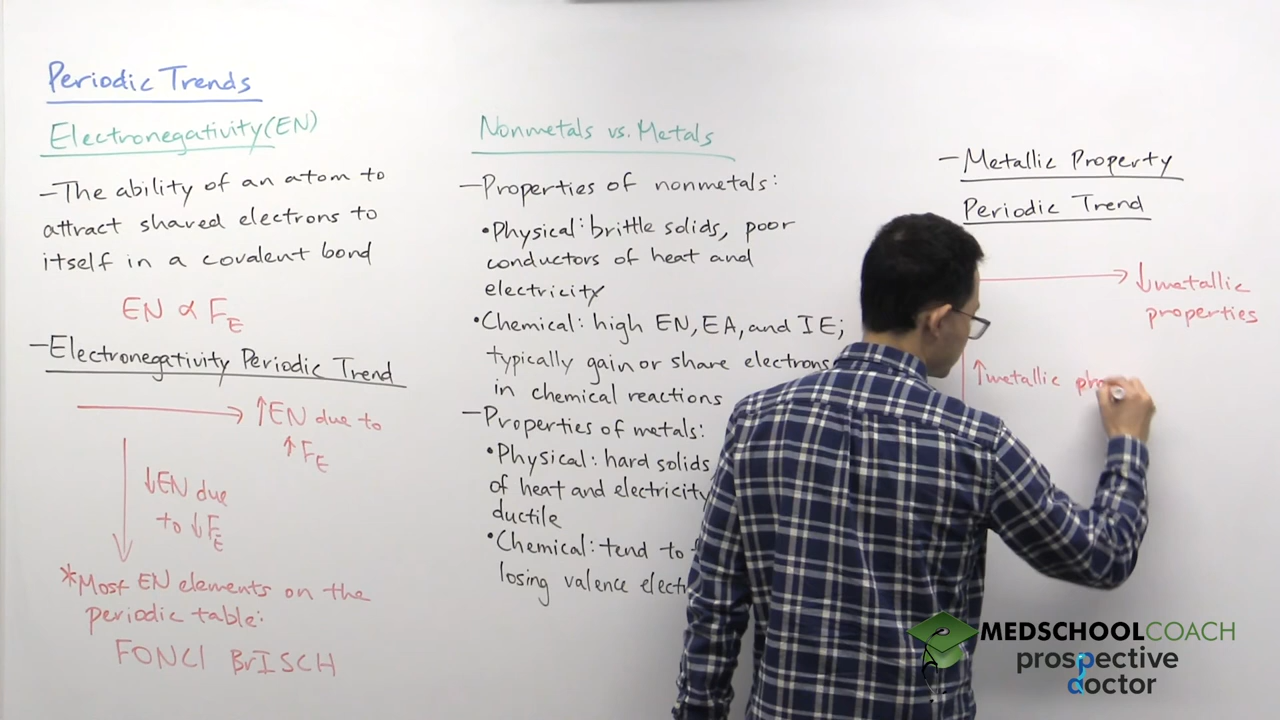 Periodic Trends
Electronegativity (EN)
-The ability of an atom to
attract shared electrons to
itself in a covalent bond
EN ∝ F_E
-Electronegativity Periodic Trend
↑EN due to
↑F_E
↓EN due
to ↓F_E
*Most EN elements on the
periodic table:
FONCl BrISCH
Nonmetals vs. Metals
-Properties of nonmetals:
•Physical: brittle solids, poor
conductors of heat and
electricity
•Chemical: high EN, EA, and IE;
typically gain or share electrons
in chemical reactions
-Properties of metals:
•Physical: hard solids
of heat and electricity
ductile
•Chemical: tend to
losing valence
-Metallic Property
Periodic Trend
↓metallic
properties
↑metallic
MEDSCHOOLCOACH
prospective
doctor